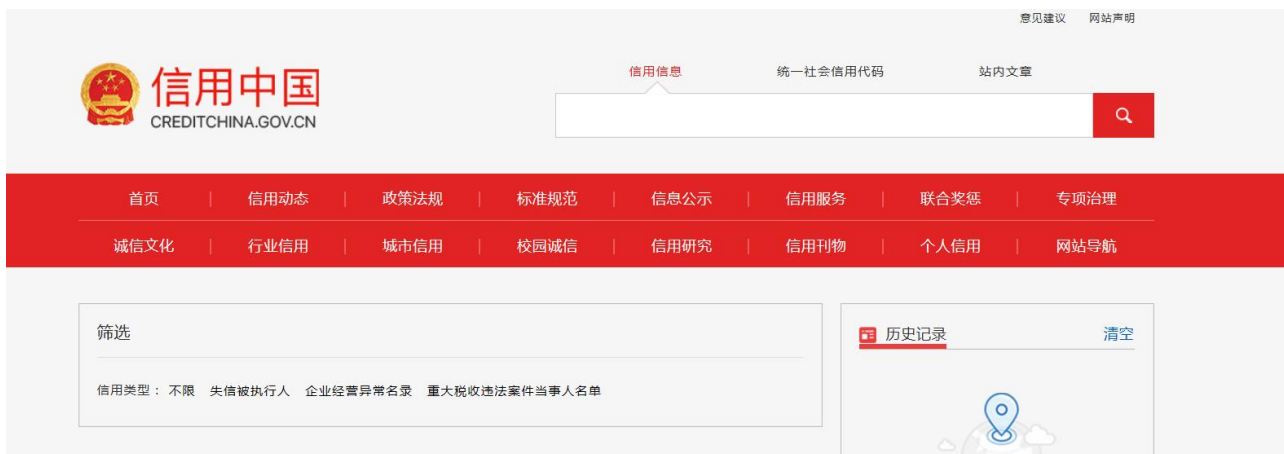 意见建议 网站声明
信用中国
CREDITCHINA.GOV.CN
信用信息 统一社会信用代码 站内文章
首页 信用动态 政策法规 标准规范 信息公示 信用服务 联合奖惩 专项治理
诚信文化 行业信用 城市信用 校园诚信 信用研究 信用刊物 个人信用 网站导航
筛选
历史记录 清空
信用类型： 不限 失信被执行人 企业经营异常名录 重大税收违法案件当事人名单